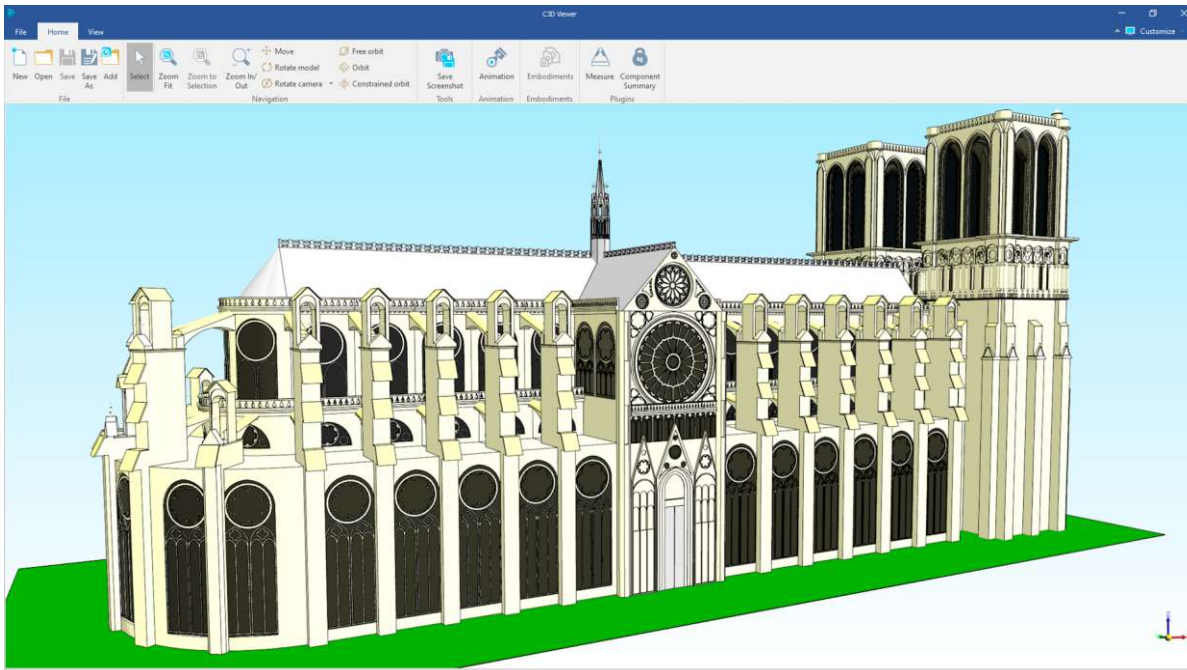 C3D Viewer
File Home View Customize
Move Free orbit
Rotate model Orbit
New Open Save Save As Add Select Zoom Fit Zoom to Selection Zoom In/ Out Rotate camera Constrained orbit Save Screenshot Animation Embodiments Measure Component Summary
File Navigation Tools Animation Embodiments Plugins